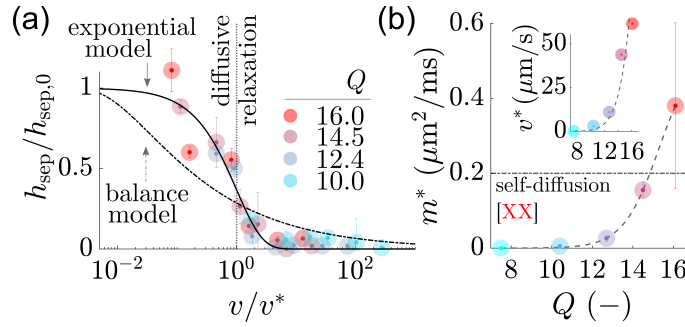 (a)
exponential
model
balance
model
diffusive
relaxation
h_sep/h_sep,0
1
0.5
0
10^−2
10^0
10^2
v/v*
Q
16.0
14.5
12.4
10.0
(b)
m* (μm²/ms)
0.6
0.4
0.2
0
v* (μm/s)
40
0
8 12 16
self-diffusion
[XX]
8 10 12 14 16
Q (−)